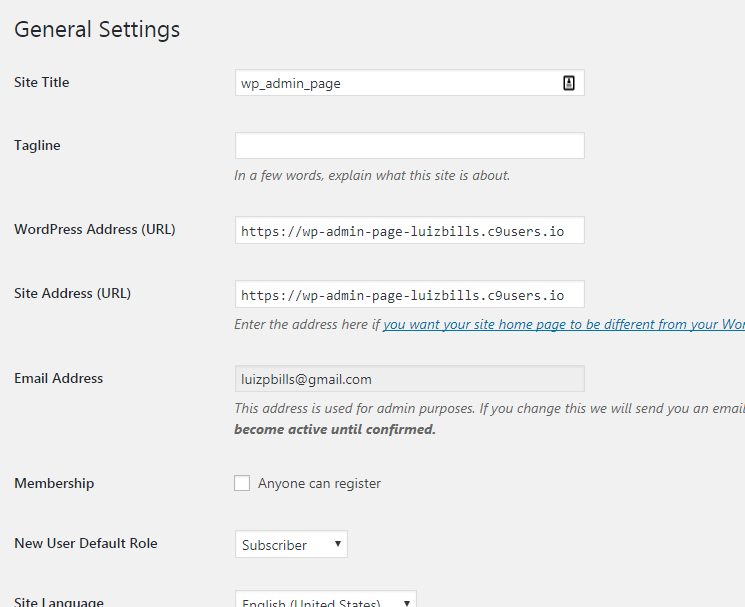 General Settings
Site Title
wp_admin_page
Tagline
In a few words, explain what this site is about.
WordPress Address (URL)
https://wp-admin-page-luizbills.c9users.io
Site Address (URL)
https://wp-admin-page-luizbills.c9users.io
Enter the address here if you want your site home page to be different from your Wor
Email Address
luizpbills@gmail.com
This address is used for admin purposes. If you change this we will send you an email
become active until confirmed.
Membership
Anyone can register
New User Default Role
Subscriber
Site Language
English (United States)